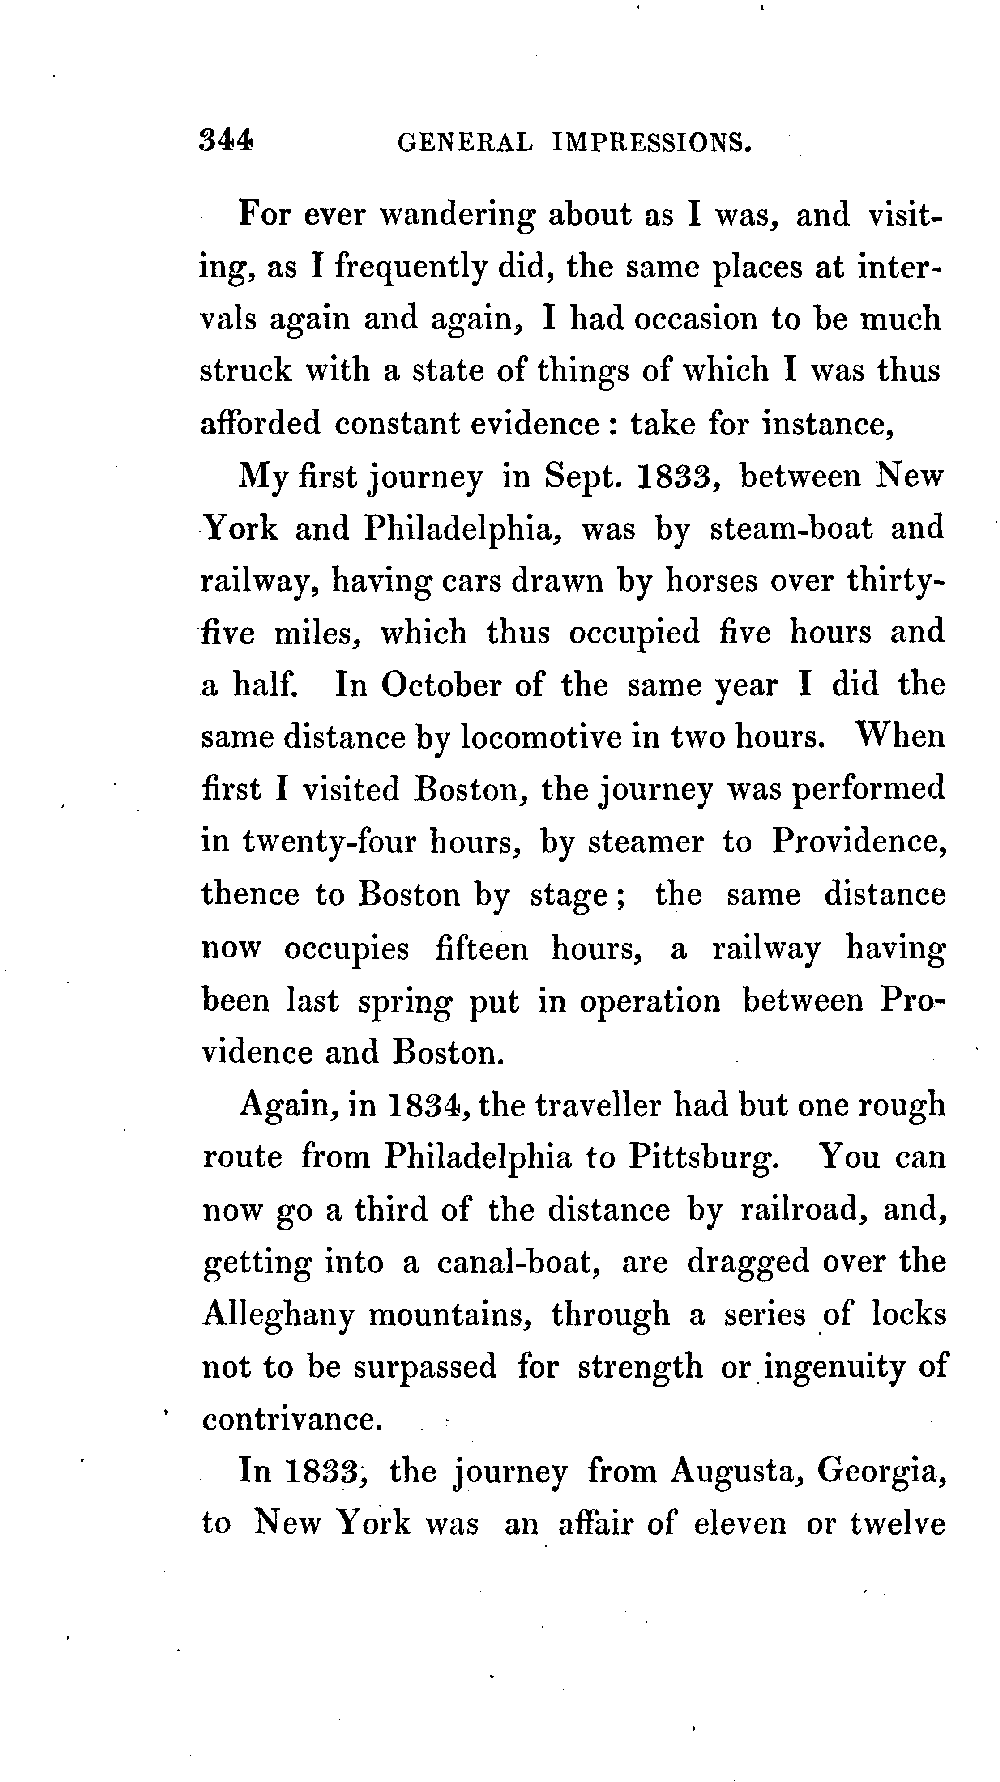 344 GENERAL IMPRESSIONS.
For ever wandering about as I was, and visit-
ing, as I frequently did, the same places at inter-
vals again and again, I had occasion to be much
struck with a state of things of which I was thus
afforded constant evidence : take for instance,
My first journey in Sept. 1833, between New
York and Philadelphia, was by steam-boat and
railway, having cars drawn by horses over thirty-
five miles, which thus occupied five hours and
a half. In October of the same year I did the
same distance by locomotive in two hours. When
first I visited Boston, the journey was performed
in twenty-four hours, by steamer to Providence,
thence to Boston by stage ; the same distance
now occupies fifteen hours, a railway having
been last spring put in operation between Pro-
vidence and Boston.
Again, in 1834, the traveller had but one rough
route from Philadelphia to Pittsburg. You can
now go a third of the distance by railroad, and,
getting into a canal-boat, are dragged over the
Alleghany mountains, through a series of locks
not to be surpassed for strength or ingenuity of
contrivance.
In 1833, the journey from Augusta, Georgia,
to New York was an affair of eleven or twelve